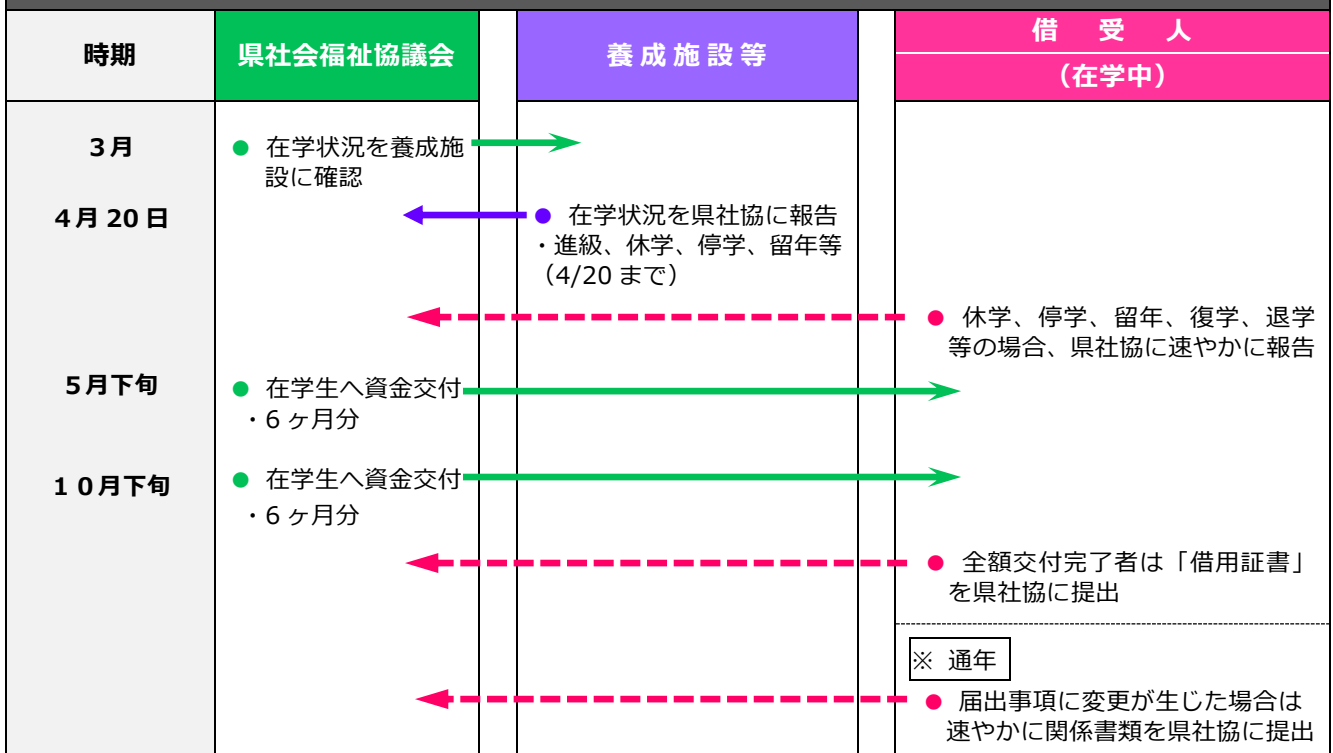 時期
県社会福祉協議会
養成施設等
借受人
（在学中）
３月
● 在学状況を養成施
設に確認
４月 20 日
● 在学状況を県社協に報告
・進級、休学、停学、留年等
（4/20 まで）
● 休学、停学、留年、復学、退学
等の場合、県社協に速やかに報告
５月下旬
● 在学生へ資金交付
・6 ヶ月分
１０月下旬
● 在学生へ資金交付
・6 ヶ月分
● 全額交付完了者は「借用証書」
を県社協に提出
※ 通年
● 届出事項に変更が生じた場合は
速やかに関係書類を県社協に提出